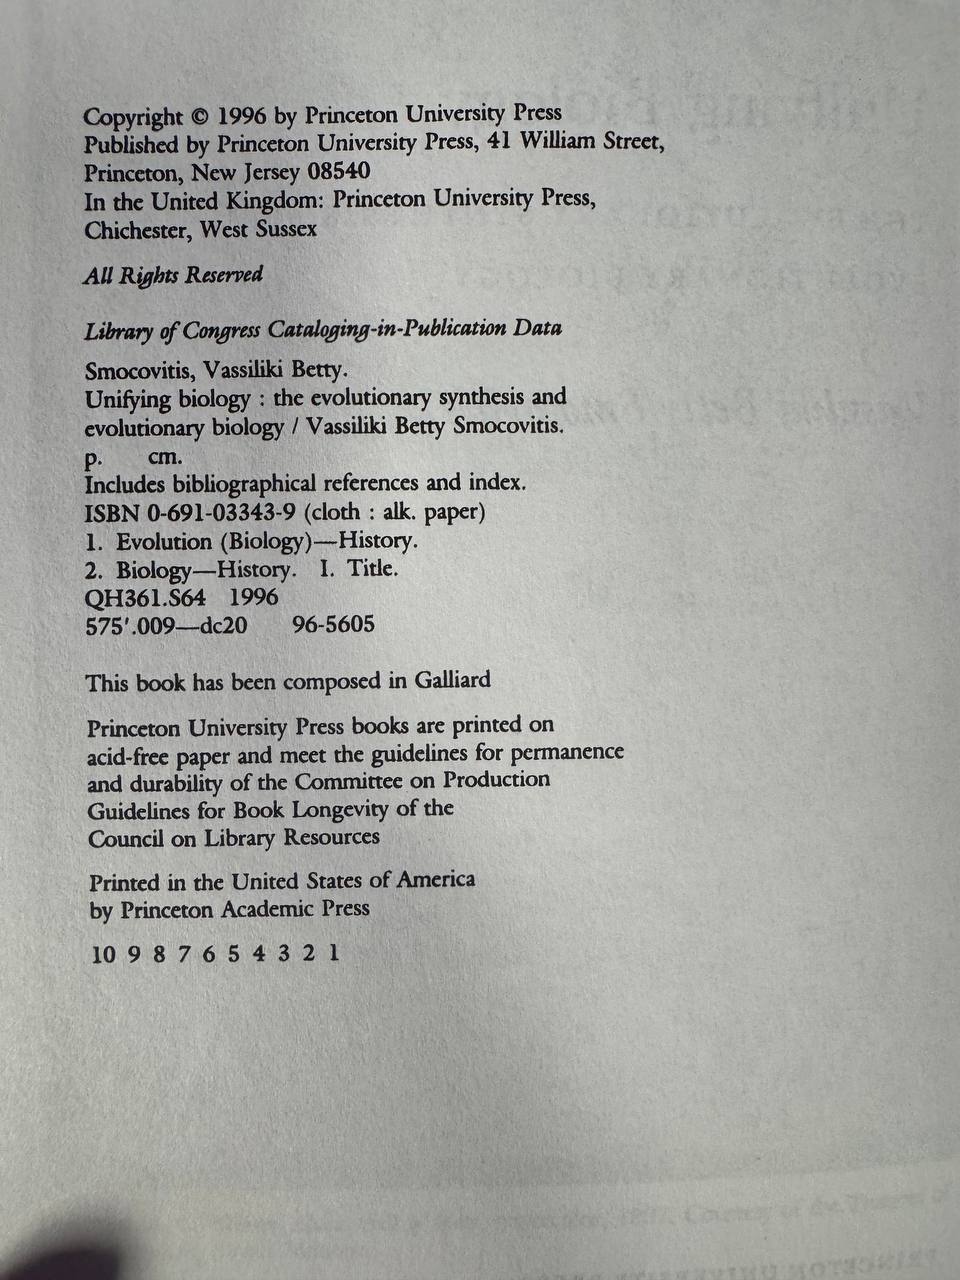 Copyright © 1996 by Princeton University Press
Published by Princeton University Press, 41 William Street,
Princeton, New Jersey 08540
In the United Kingdom: Princeton University Press,
Chichester, West Sussex
All Rights Reserved
Library of Congress Cataloging-in-Publication Data
Smocovitis, Vassiliki Betty.
Unifying biology : the evolutionary synthesis and
evolutionary biology / Vassiliki Betty Smocovitis.
p. cm.
Includes bibliographical references and index.
ISBN 0-691-03343-9 (cloth : alk. paper)
1. Evolution (Biology)—History.
2. Biology—History. I. Title.
QH361.S64 1996
575'.009—dc20 96-5605
This book has been composed in Galliard
Princeton University Press books are printed on
acid-free paper and meet the guidelines for permanence
and durability of the Committee on Production
Guidelines for Book Longevity of the
Council on Library Resources
Printed in the United States of America
by Princeton Academic Press
10 9 8 7 6 5 4 3 2 1